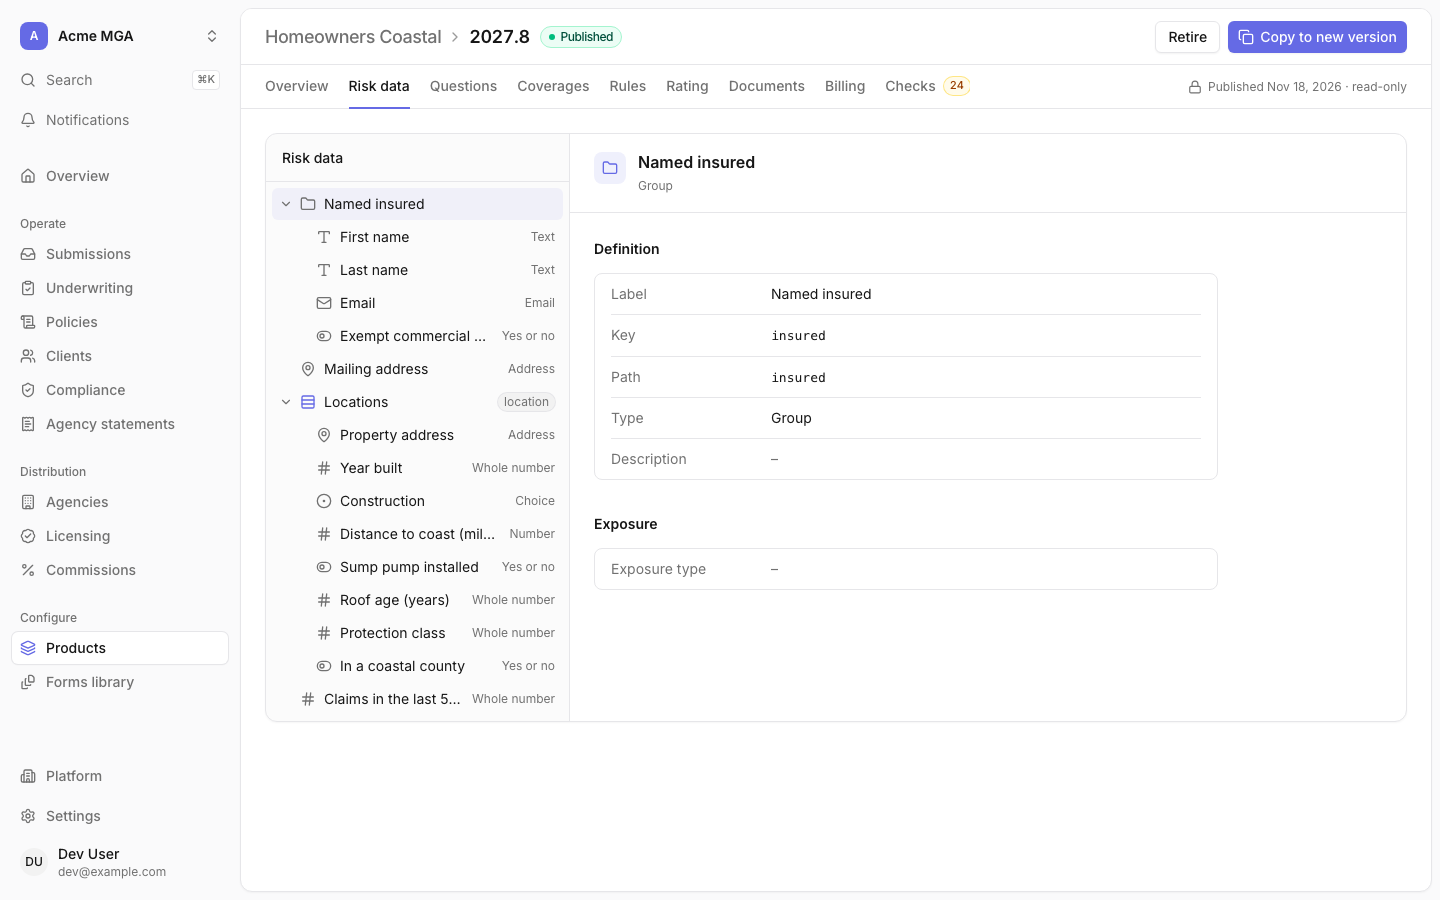 A
Acme MGA
Search
⌘K
Notifications
Overview
Operate
Submissions
Underwriting
Policies
Clients
Compliance
Agency statements
Distribution
Agencies
Licensing
Commissions
Configure
Products
Forms library
Platform
Settings
DU
Dev User
dev@example.com
Homeowners Coastal › 2027.8 Published
Retire
Copy to new version
Overview Risk data Questions Coverages Rules Rating Documents Billing Checks 24
Published Nov 18, 2026 · read-only
Risk data
Named insured
First name Text
Last name Text
Email Email
Exempt commercial ... Yes or no
Mailing address Address
Locations location
Property address Address
Year built Whole number
Construction Choice
Distance to coast (mil... Number
Sump pump installed Yes or no
Roof age (years) Whole number
Protection class Whole number
In a coastal county Yes or no
Claims in the last 5... Whole number
Named insured
Group
Definition
Label Named insured
Key insured
Path insured
Type Group
Description –
Exposure
Exposure type –